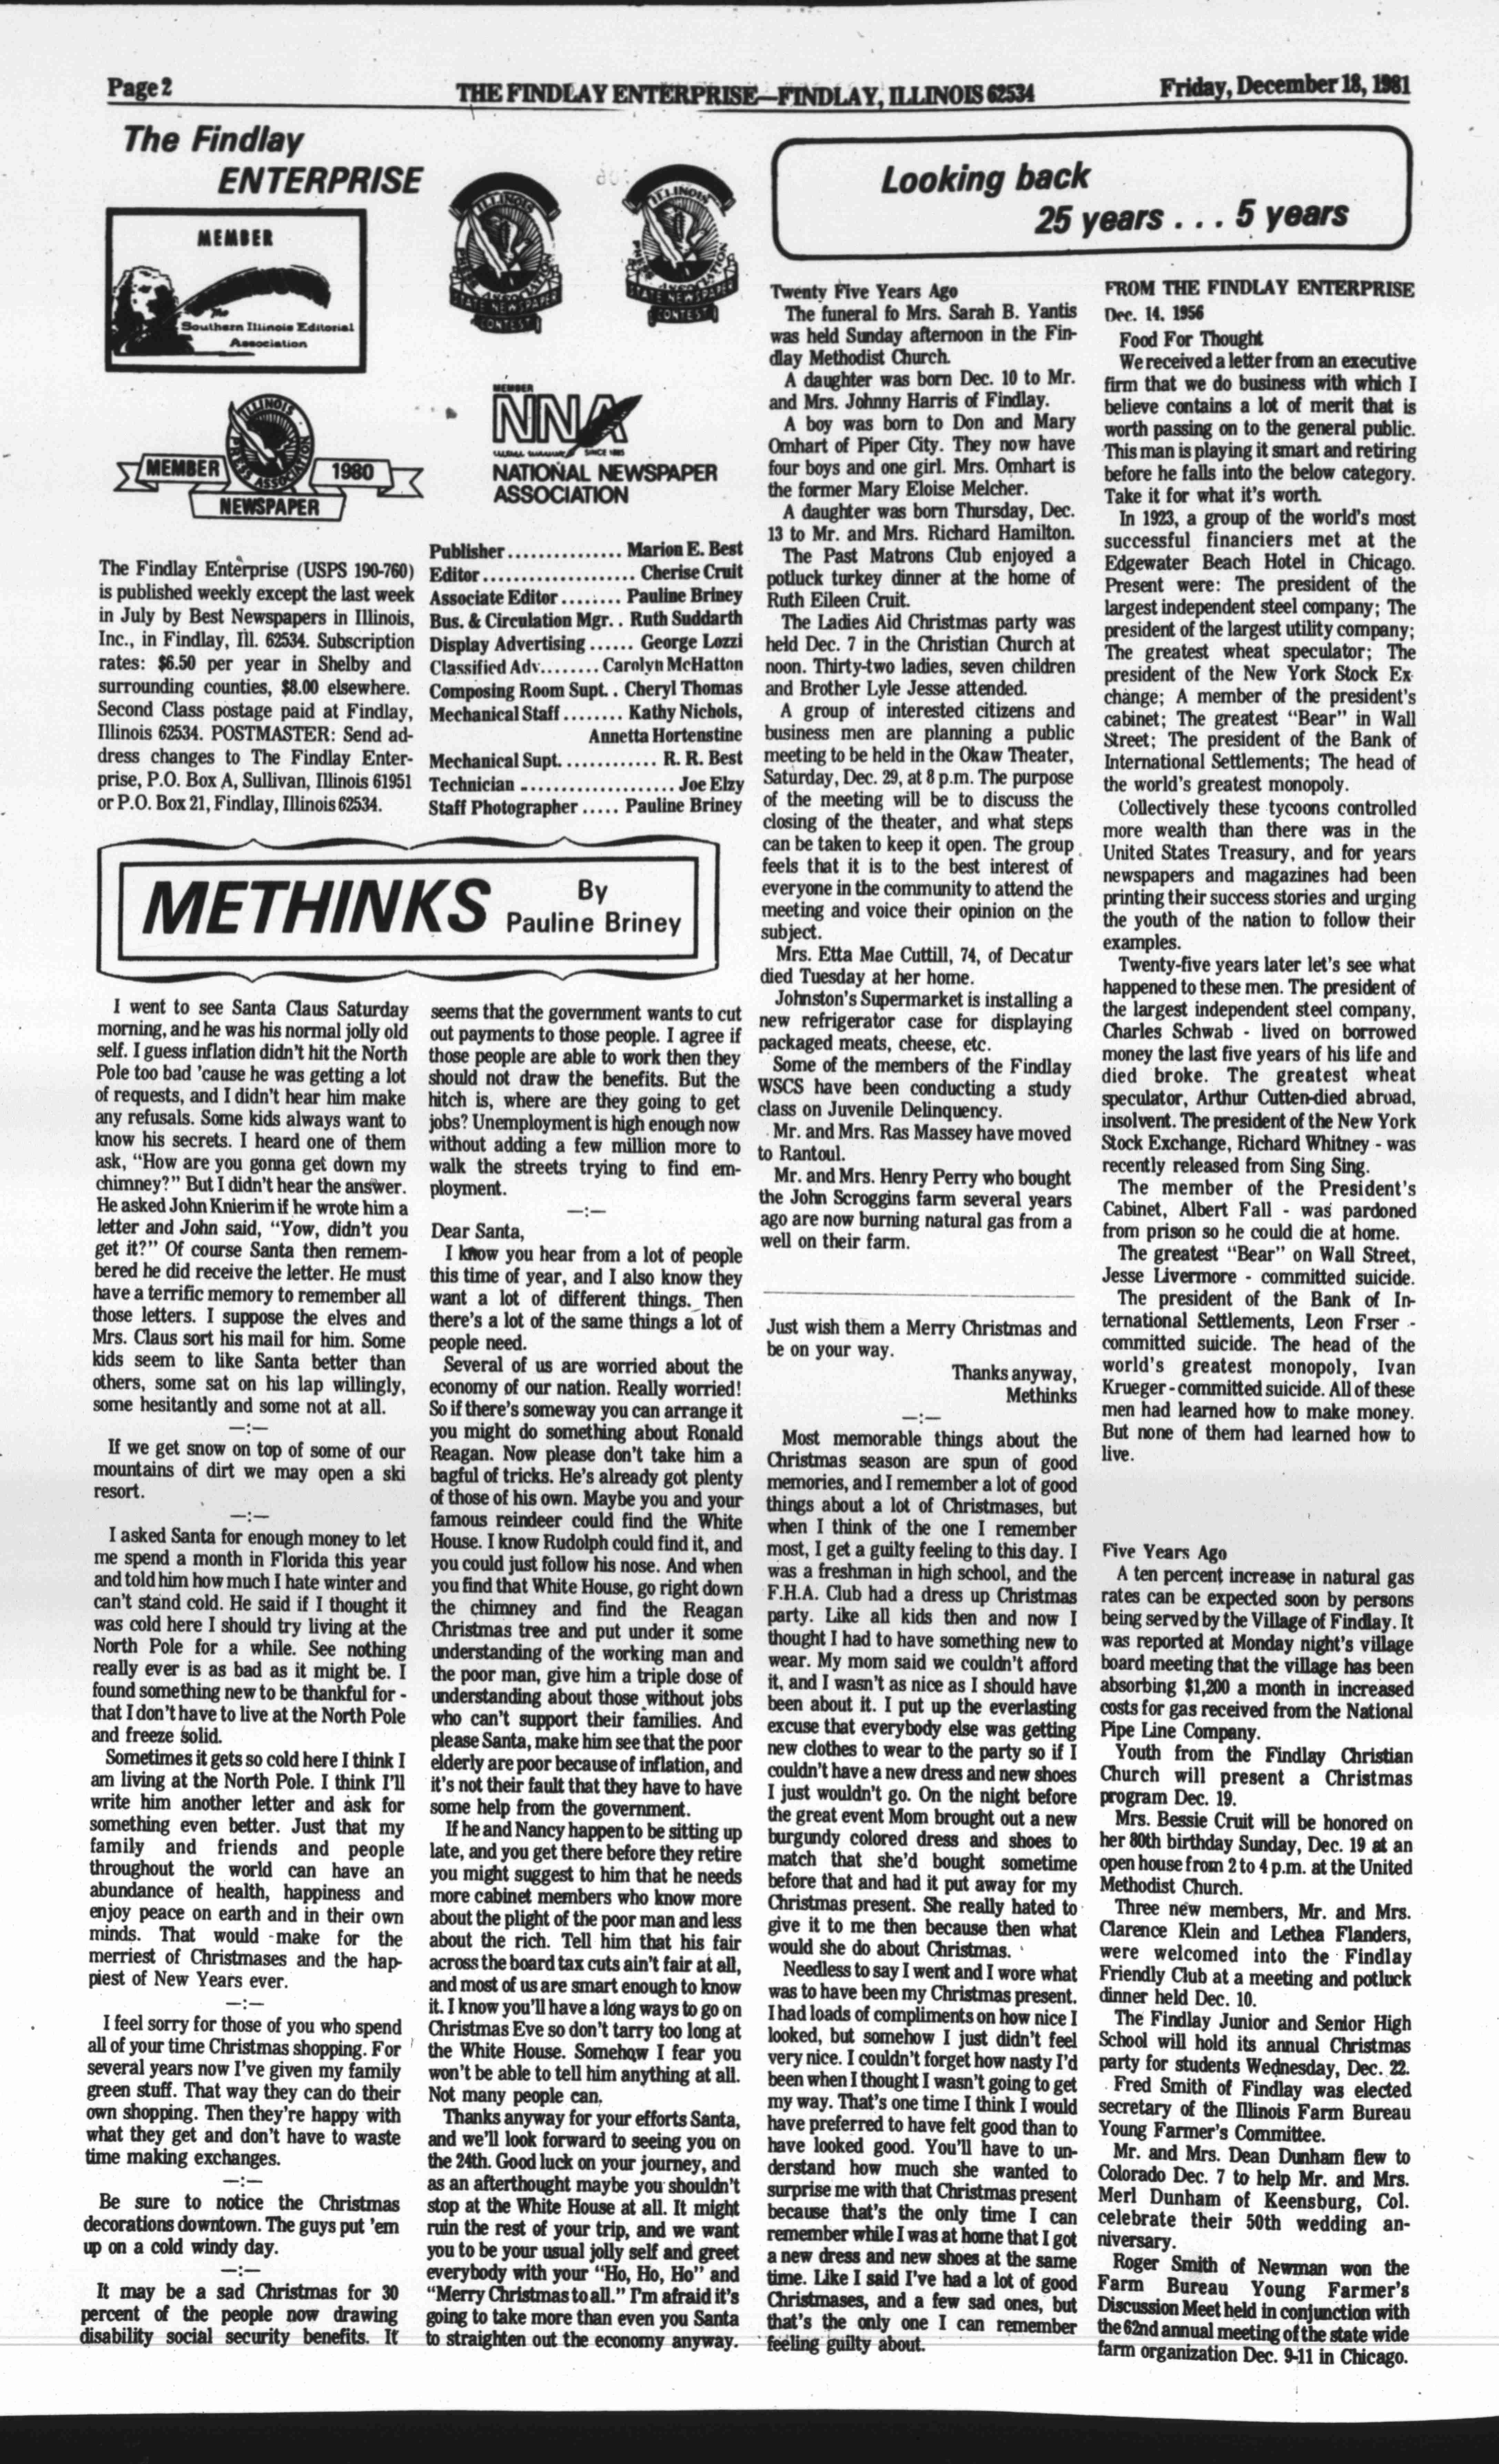 Page 2
THE FINDLAY ENTERPRISE—FINDLAY, ILLINOIS 62534
Friday, December 18, 1981
The Findlay
ENTERPRISE
MEMBER
The
Southern Illinois Editorial
Association
ILLINOIS
PRESS ASSOCIATION
STATE NEWSPAPER
CONTEST
ILLINOIS
PRESS ASSOCIATION
STATE NEWSPAPER
CONTEST
ILLINOIS
PRESS ASSOCIATION
MEMBER
1980
NEWSPAPER
MEMBER
NNA
SINCE 1885
NATIONAL NEWSPAPER
ASSOCIATION
The Findlay Enterprise (USPS 190-760)
is published weekly except the last week
in July by Best Newspapers in Illinois,
Inc., in Findlay, Ill. 62534. Subscription
rates: $6.50 per year in Shelby and
surrounding counties, $8.00 elsewhere.
Second Class postage paid at Findlay,
Illinois 62534. POSTMASTER: Send ad-
dress changes to The Findlay Enter-
prise, P.O. Box A, Sullivan, Illinois 61951
or P.O. Box 21, Findlay, Illinois 62534.
Publisher............... Marion E. Best
Editor.................... Cherise Cruit
Associate Editor........ Pauline Briney
Bus. & Circulation Mgr.. Ruth Suddarth
Display Advertising...... George Lozzi
Classified Adv........ Carolyn McHatton
Composing Room Supt.. Cheryl Thomas
Mechanical Staff........ Kathy Nichols,
Annetta Hortenstine
Mechanical Supt............. R. R. Best
Technician ..................... Joe Elzy
Staff Photographer..... Pauline Briney
METHINKS
By
Pauline Briney
I went to see Santa Claus Saturday
morning, and he was his normal jolly old
self. I guess inflation didn't hit the North
Pole too bad 'cause he was getting a lot
of requests, and I didn't hear him make
any refusals. Some kids always want to
know his secrets. I heard one of them
ask, "How are you gonna get down my
chimney?" But I didn't hear the answer.
He asked John Knierim if he wrote him a
letter and John said, "Yow, didn't you
get it?" Of course Santa then remem-
bered he did receive the letter. He must
have a terrific memory to remember all
those letters. I suppose the elves and
Mrs. Claus sort his mail for him. Some
kids seem to like Santa better than
others, some sat on his lap willingly,
some hesitantly and some not at all.
—:—
If we get snow on top of some of our
mountains of dirt we may open a ski
resort.
—:—
I asked Santa for enough money to let
me spend a month in Florida this year
and told him how much I hate winter and
can't stand cold. He said if I thought it
was cold here I should try living at the
North Pole for a while. See nothing
really ever is as bad as it might be. I
found something new to be thankful for -
that I don't have to live at the North Pole
and freeze solid.
Sometimes it gets so cold here I think I
am living at the North Pole. I think I'll
write him another letter and ask for
something even better. Just that my
family and friends and people
throughout the world can have an
abundance of health, happiness and
enjoy peace on earth and in their own
minds. That would make for the
merriest of Christmases and the hap-
piest of New Years ever.
—:—
I feel sorry for those of you who spend
all of your time Christmas shopping. For
several years now I've given my family
green stuff. That way they can do their
own shopping. Then they're happy with
what they get and don't have to waste
time making exchanges.
—:—
Be sure to notice the Christmas
decorations downtown. The guys put 'em
up on a cold windy day.
—:—
It may be a sad Christmas for 30
percent of the people now drawing
disability social security benefits. It
seems that the government wants to cut
out payments to those people. I agree if
those people are able to work then they
should not draw the benefits. But the
hitch is, where are they going to get
jobs? Unemployment is high enough now
without adding a few million more to
walk the streets trying to find em-
ployment.
—:—
Dear Santa,
I know you hear from a lot of people
this time of year, and I also know they
want a lot of different things. Then
there's a lot of the same things a lot of
people need.
Several of us are worried about the
economy of our nation. Really worried!
So if there's someway you can arrange it
you might do something about Ronald
Reagan. Now please don't take him a
bagful of tricks. He's already got plenty
of those of his own. Maybe you and your
famous reindeer could find the White
House. I know Rudolph could find it, and
you could just follow his nose. And when
you find that White House, go right down
the chimney and find the Reagan
Christmas tree and put under it some
understanding of the working man and
the poor man, give him a triple dose of
understanding about those without jobs
who can't support their families. And
please Santa, make him see that the poor
elderly are poor because of inflation, and
it's not their fault that they have to have
some help from the government.
If he and Nancy happen to be sitting up
late, and you get there before they retire
you might suggest to him that he needs
more cabinet members who know more
about the plight of the poor man and less
about the rich. Tell him that his fair
across the board tax cuts ain't fair at all,
and most of us are smart enough to know
it. I know you'll have a long ways to go on
Christmas Eve so don't tarry too long at
the White House. Somehow I fear you
won't be able to tell him anything at all.
Not many people can.
Thanks anyway for your efforts Santa,
and we'll look forward to seeing you on
the 24th. Good luck on your journey, and
as an afterthought maybe you shouldn't
stop at the White House at all. It might
ruin the rest of your trip, and we want
you to be your usual jolly self and greet
everybody with your "Ho, Ho, Ho" and
"Merry Christmas to all." I'm afraid it's
going to take more than even you Santa
to straighten out the economy anyway.
Just wish them a Merry Christmas and
be on your way.
Thanks anyway,
Methinks
—:—
Most memorable things about the
Christmas season are spun of good
memories, and I remember a lot of good
things about a lot of Christmases, but
when I think of the one I remember
most, I get a guilty feeling to this day. I
was a freshman in high school, and the
F.H.A. Club had a dress up Christmas
party. Like all kids then and now I
thought I had to have something new to
wear. My mom said we couldn't afford
it, and I wasn't as nice as I should have
been about it. I put up the everlasting
excuse that everybody else was getting
new clothes to wear to the party so if I
couldn't have a new dress and new shoes
I just wouldn't go. On the night before
the great event Mom brought out a new
burgundy colored dress and shoes to
match that she'd bought sometime
before that and had it put away for my
Christmas present. She really hated to
give it to me then because then what
would she do about Christmas.
Needless to say I went and I wore what
was to have been my Christmas present.
I had loads of compliments on how nice I
looked, but somehow I just didn't feel
very nice. I couldn't forget how nasty I'd
been when I thought I wasn't going to get
my way. That's one time I think I would
have preferred to have felt good than to
have looked good. You'll have to un-
derstand how much she wanted to
surprise me with that Christmas present
because that's the only time I can
remember while I was at home that I got
a new dress and new shoes at the same
time. Like I said I've had a lot of good
Christmases, and a few sad ones, but
that's the only one I can remember
feeling guilty about.
Looking back
25 years . . . 5 years
Twenty Five Years Ago
The funeral fo Mrs. Sarah B. Yantis
was held Sunday afternoon in the Fin-
dlay Methodist Church.
A daughter was born Dec. 10 to Mr.
and Mrs. Johnny Harris of Findlay.
A boy was born to Don and Mary
Omhart of Piper City. They now have
four boys and one girl. Mrs. Omhart is
the former Mary Eloise Melcher.
A daughter was born Thursday, Dec.
13 to Mr. and Mrs. Richard Hamilton.
The Past Matrons Club enjoyed a
potluck turkey dinner at the home of
Ruth Eileen Cruit.
The Ladies Aid Christmas party was
held Dec. 7 in the Christian Church at
noon. Thirty-two ladies, seven children
and Brother Lyle Jesse attended.
A group of interested citizens and
business men are planning a public
meeting to be held in the Okaw Theater,
Saturday, Dec. 29, at 8 p.m. The purpose
of the meeting will be to discuss the
closing of the theater, and what steps
can be taken to keep it open. The group
feels that it is to the best interest of
everyone in the community to attend the
meeting and voice their opinion on the
subject.
Mrs. Etta Mae Cuttill, 74, of Decatur
died Tuesday at her home.
Johnston's Supermarket is installing a
new refrigerator case for displaying
packaged meats, cheese, etc.
Some of the members of the Findlay
WSCS have been conducting a study
class on Juvenile Delinquency.
Mr. and Mrs. Ras Massey have moved
to Rantoul.
Mr. and Mrs. Henry Perry who bought
the John Scroggins farm several years
ago are now burning natural gas from a
well on their farm.
FROM THE FINDLAY ENTERPRISE
Dec. 14, 1956
Food For Thought
We received a letter from an executive
firm that we do business with which I
believe contains a lot of merit that is
worth passing on to the general public.
This man is playing it smart and retiring
before he falls into the below category.
Take it for what it's worth.
In 1923, a group of the world's most
successful financiers met at the
Edgewater Beach Hotel in Chicago.
Present were: The president of the
largest independent steel company; The
president of the largest utility company;
The greatest wheat speculator; The
president of the New York Stock Ex-
change; A member of the president's
cabinet; The greatest "Bear" in Wall
Street; The president of the Bank of
International Settlements; The head of
the world's greatest monopoly.
Collectively these tycoons controlled
more wealth than there was in the
United States Treasury, and for years
newspapers and magazines had been
printing their success stories and urging
the youth of the nation to follow their
examples.
Twenty-five years later let's see what
happened to these men. The president of
the largest independent steel company,
Charles Schwab - lived on borrowed
money the last five years of his life and
died broke. The greatest wheat
speculator, Arthur Cutten-died abroad,
insolvent. The president of the New York
Stock Exchange, Richard Whitney - was
recently released from Sing Sing.
The member of the President's
Cabinet, Albert Fall - was pardoned
from prison so he could die at home.
The greatest "Bear" on Wall Street,
Jesse Livermore - committed suicide.
The president of the Bank of In-
ternational Settlements, Leon Frser -
committed suicide. The head of the
world's greatest monopoly, Ivan
Krueger - committed suicide. All of these
men had learned how to make money.
But none of them had learned how to
live.
Five Years Ago
A ten percent increase in natural gas
rates can be expected soon by persons
being served by the Village of Findlay. It
was reported at Monday night's village
board meeting that the village has been
absorbing $1,200 a month in increased
costs for gas received from the National
Pipe Line Company.
Youth from the Findlay Christian
Church will present a Christmas
program Dec. 19.
Mrs. Bessie Cruit will be honored on
her 80th birthday Sunday, Dec. 19 at an
open house from 2 to 4 p.m. at the United
Methodist Church.
Three new members, Mr. and Mrs.
Clarence Klein and Lethea Flanders,
were welcomed into the Findlay
Friendly Club at a meeting and potluck
dinner held Dec. 10.
The Findlay Junior and Senior High
School will hold its annual Christmas
party for students Wednesday, Dec. 22.
Fred Smith of Findlay was elected
secretary of the Illinois Farm Bureau
Young Farmer's Committee.
Mr. and Mrs. Dean Dunham flew to
Colorado Dec. 7 to help Mr. and Mrs.
Merl Dunham of Keensburg, Col.
celebrate their 50th wedding an-
niversary.
Roger Smith of Newman won the
Farm Bureau Young Farmer's
Discussion Meet held in conjunction with
the 62nd annual meeting of the state wide
farm organization Dec. 9-11 in Chicago.